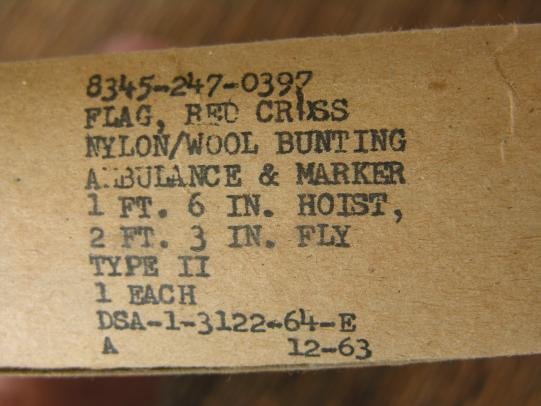 8345-247-0397
FLAG, RED CROSS
NYLON/WOOL BUNTING
AMBULANCE & MARKER
1 FT. 6 IN. HOIST,
2 FT. 3 IN. FLY
TYPE II
1 EACH
DSA-1-3122-64-E
A 12-63